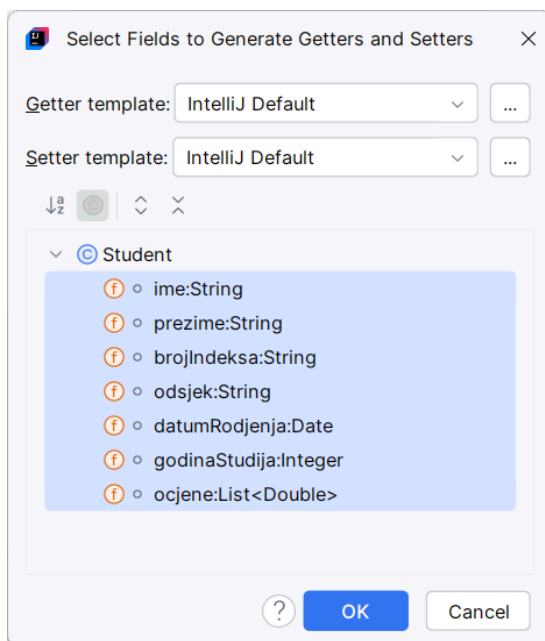 Select Fields to Generate Getters and Setters
Getter template: IntelliJ Default ...
Setter template: IntelliJ Default ...
Student
ime:String
prezime:String
brojIndeksa:String
odsjek:String
datumRodjenja:Date
godinaStudija:Integer
ocjene:List<Double>
? OK Cancel